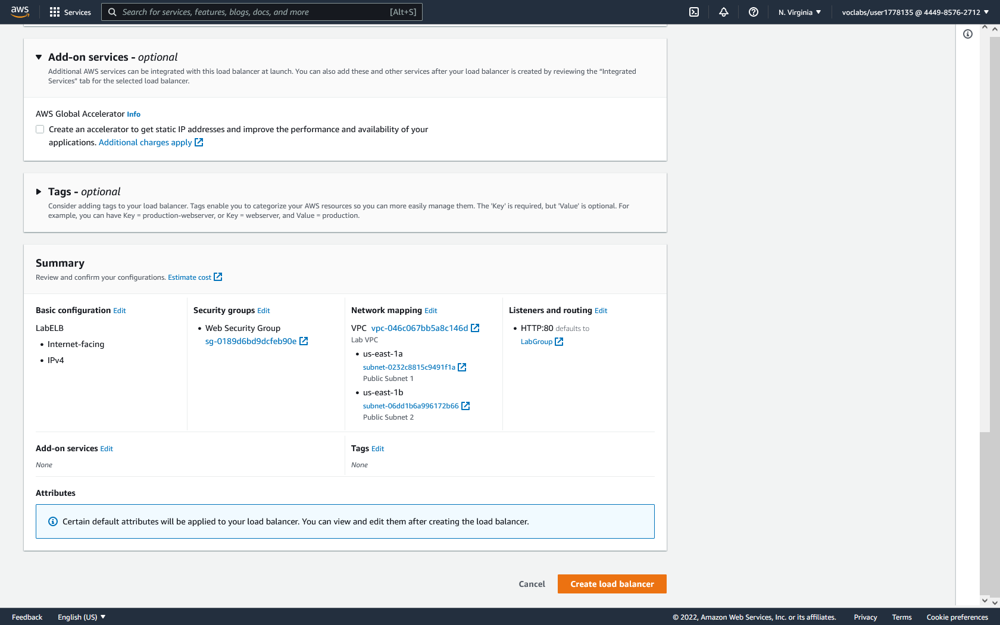 aws
Services
Search for services, features, blogs, docs, and more
[Alt+S]
N. Virginia
voclabs/user1778135 @ 4449-8576-2712
Add-on services - optional
Additional AWS services can be integrated with this load balancer at launch. You can also add these and other services after your load balancer is created by reviewing the “Integrated
Services” tab for the selected load balancer.
AWS Global Accelerator Info
Create an accelerator to get static IP addresses and improve the performance and availability of your
applications. Additional charges apply
Tags - optional
Consider adding tags to your load balancer. Tags enable you to categorize your AWS resources so you can more easily manage them. The 'Key' is required, but 'Value' is optional. For
example, you can have Key = production-webserver, or Key = webserver, and Value = production.
Summary
Review and confirm your configurations. Estimate cost
Basic configuration Edit
LabELB
• Internet-facing
• IPv4
Security groups Edit
• Web Security Group
sg-0189d6bd9dcfeb90e
Network mapping Edit
VPC vpc-046c067bb5a8c146d
Lab VPC
• us-east-1a
subnet-0232c8815c9491f1a
Public Subnet 1
• us-east-1b
subnet-06dd1b6a996172b66
Public Subnet 2
Listeners and routing Edit
• HTTP:80 defaults to
LabGroup
Add-on services Edit
None
Tags Edit
None
Attributes
Certain default attributes will be applied to your load balancer. You can view and edit them after creating the load balancer.
Cancel
Create load balancer
Feedback
English (US)
© 2022, Amazon Web Services, Inc. or its affiliates.
Privacy
Terms
Cookie preferences